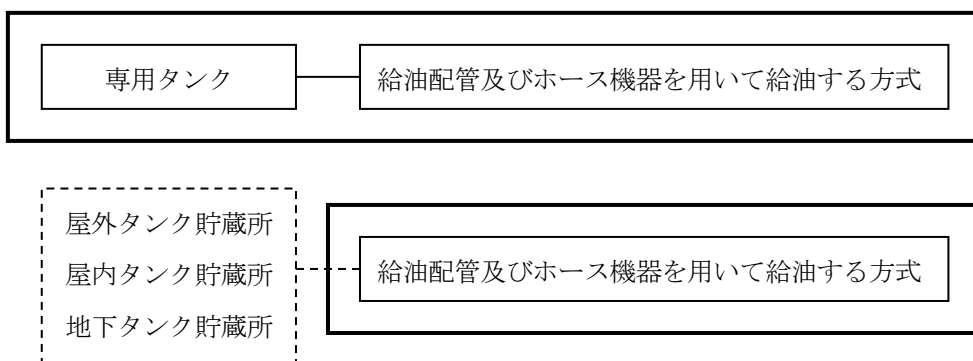 専用タンク
給油配管及びホース機器を用いて給油する方式
屋外タンク貯蔵所
屋内タンク貯蔵所
地下タンク貯蔵所
給油配管及びホース機器を用いて給油する方式